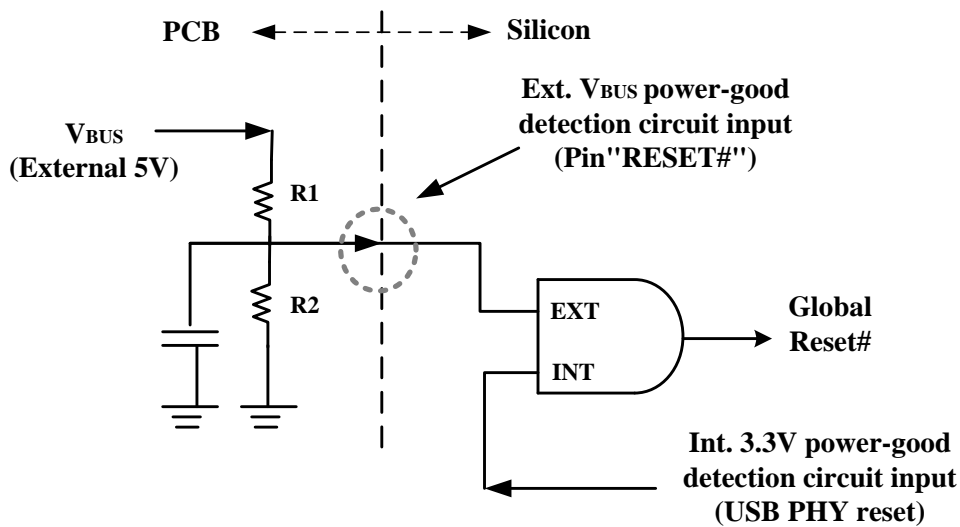 PCB
Silicon
Ext. VBUS power-good
detection circuit input
(Pin"RESET#")
VBUS
(External 5V)
R1
R2
EXT
INT
Global
Reset#
Int. 3.3V power-good
detection circuit input
(USB PHY reset)